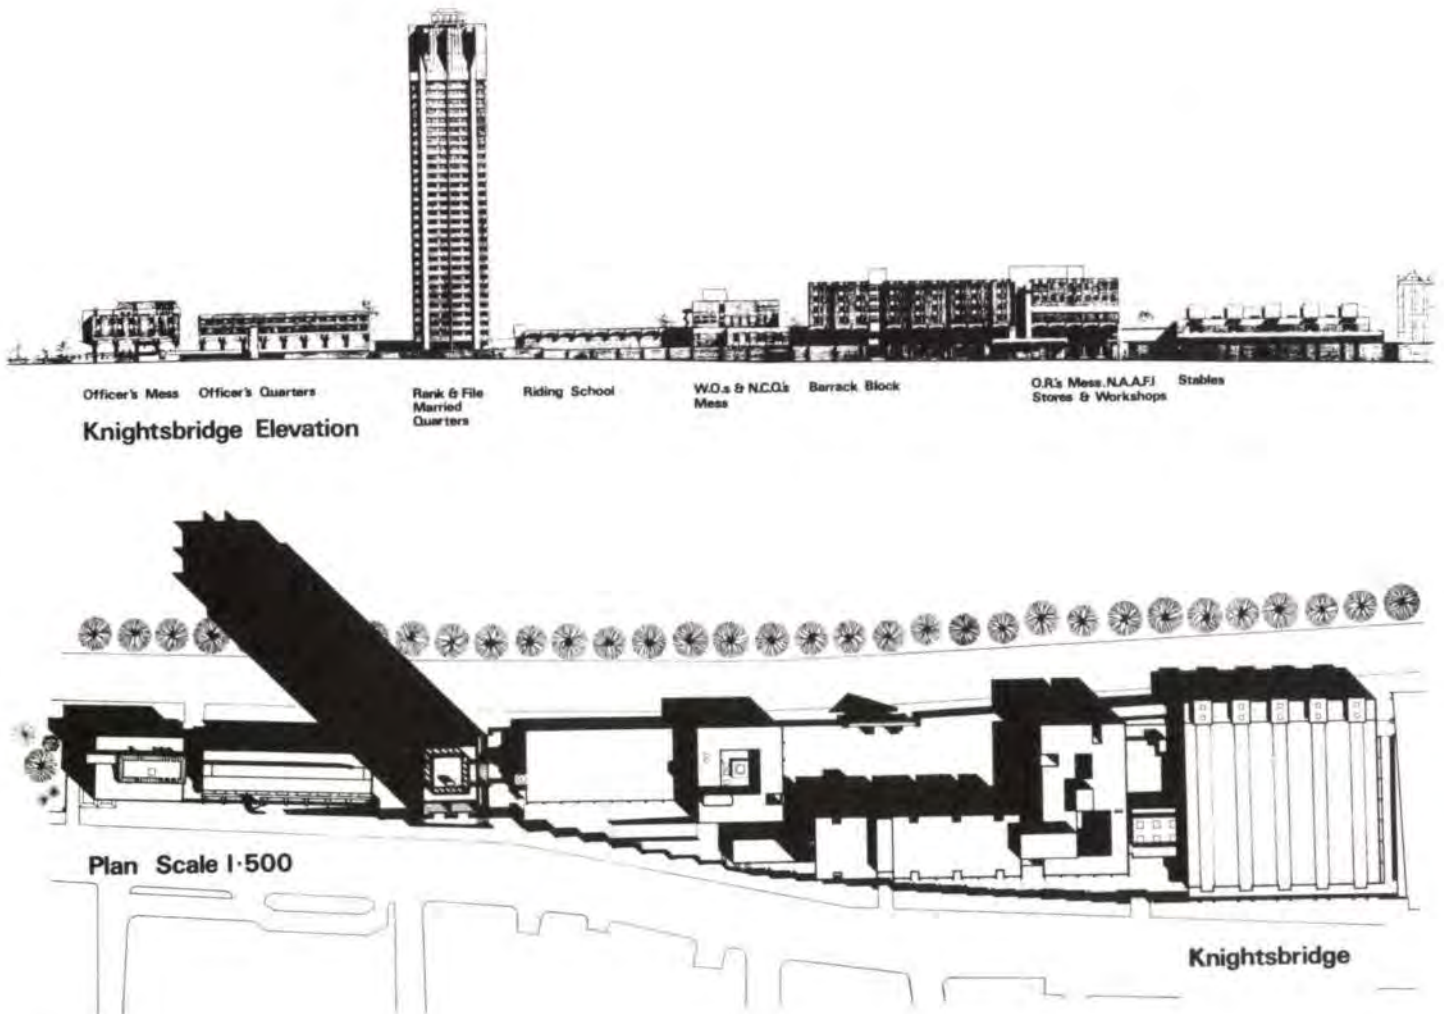 Officer's Mess
Officer's Quarters
Rank & File
Married
Quarters
Riding School
W.O.s & N.C.O.'s
Mess
Barrack Block
O.R.'s Mess. N.A.A.F.I
Stores & Workshops
Stables
Knightsbridge Elevation
Plan Scale 1·500
Knightsbridge